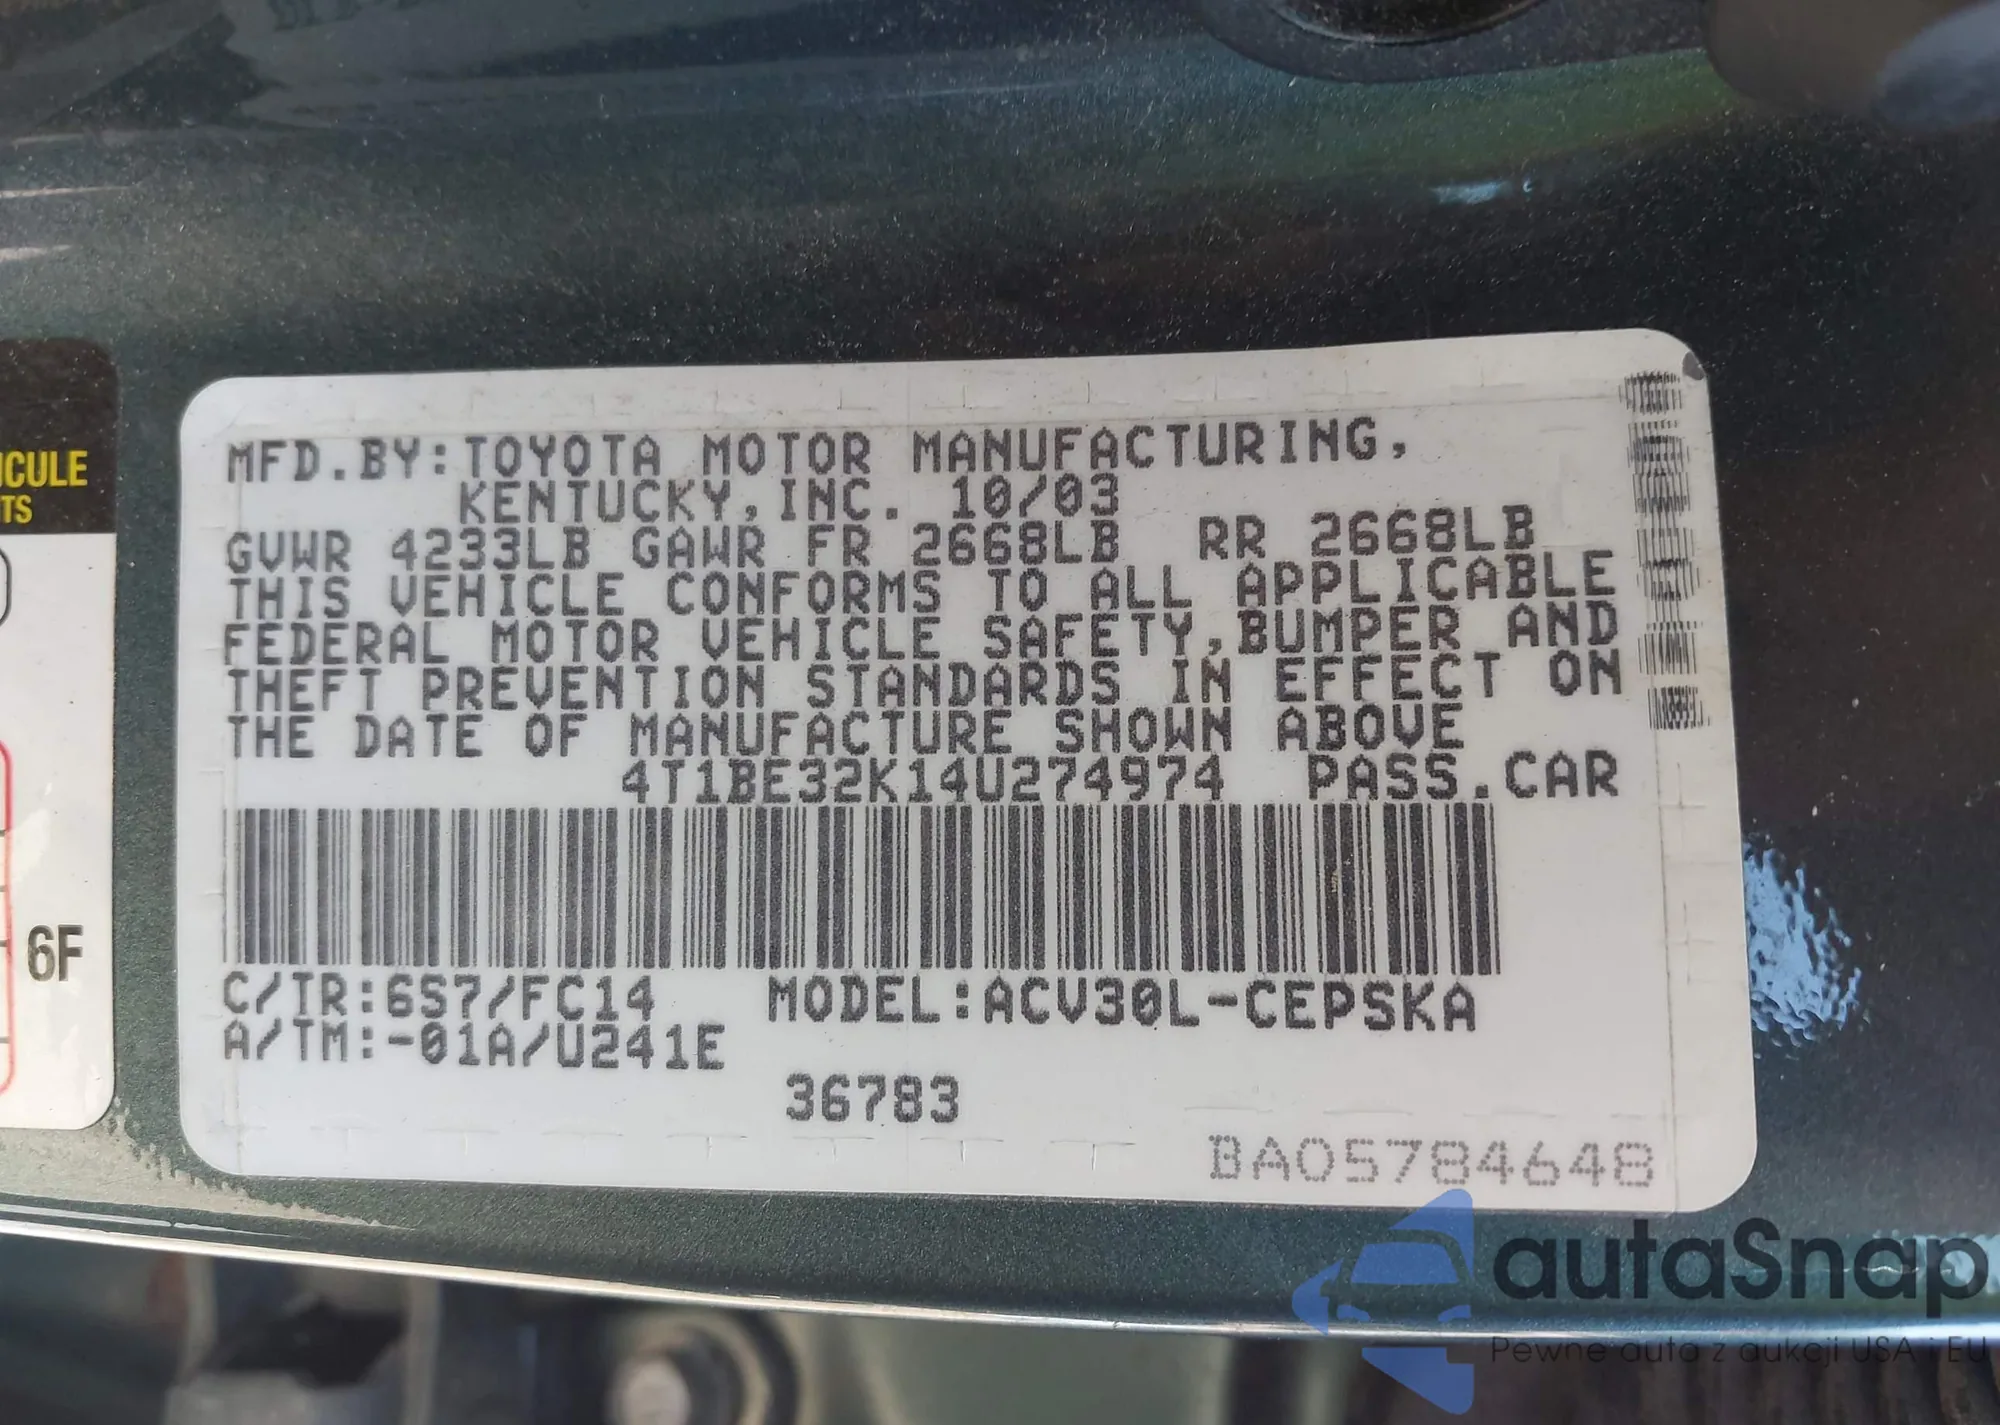 MFD.BY:TOYOTA MOTOR MANUFACTURING,
KENTUCKY,INC. 10/03
GVWR 4233LB GAWR FR 2668LB RR 2668LB
THIS VEHICLE CONFORMS TO ALL APPLICABLE
FEDERAL MOTOR VEHICLE SAFETY,BUMPER AND
THEFT PREVENTION STANDARDS IN EFFECT ON
THE DATE OF MANUFACTURE SHOWN ABOVE
4T1BE32K14U274974 PASS.CAR
C/TR:6S7/FC14 MODEL:ACV30L-CEPSKA
A/TM:-01A/U241E
36783
BA05784648
6F
autaSnap
Pewne auta z aukcji USA i EU